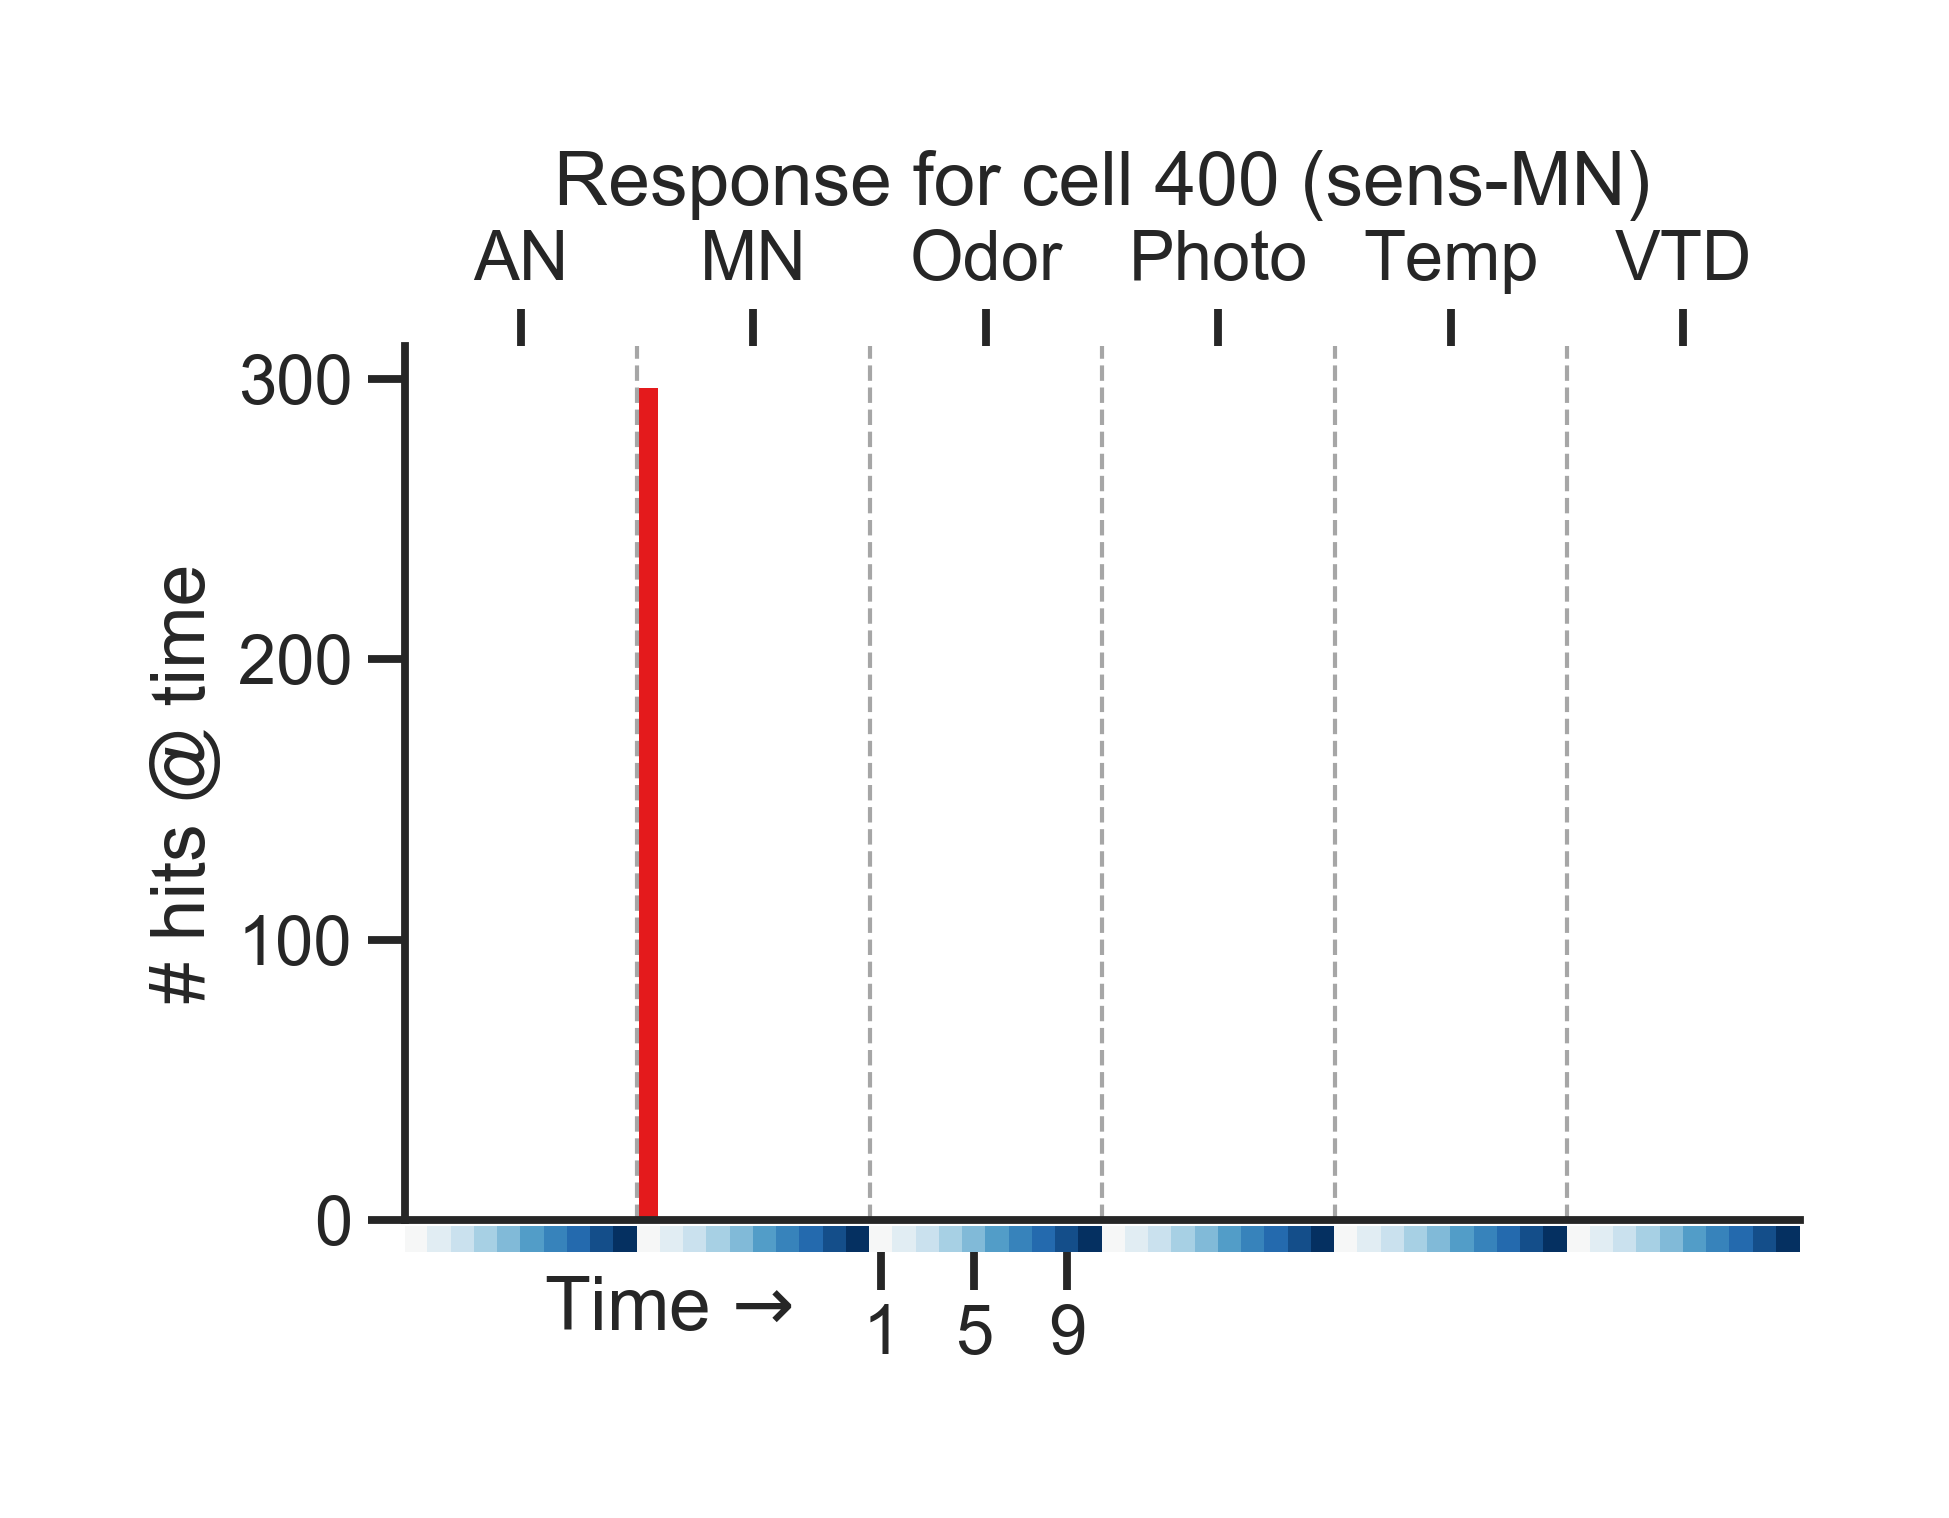 Response for cell 400 (sens-MN)
AN MN Odor Photo Temp VTD
300
200
100
0
# hits @ time
Time →
1 5 9